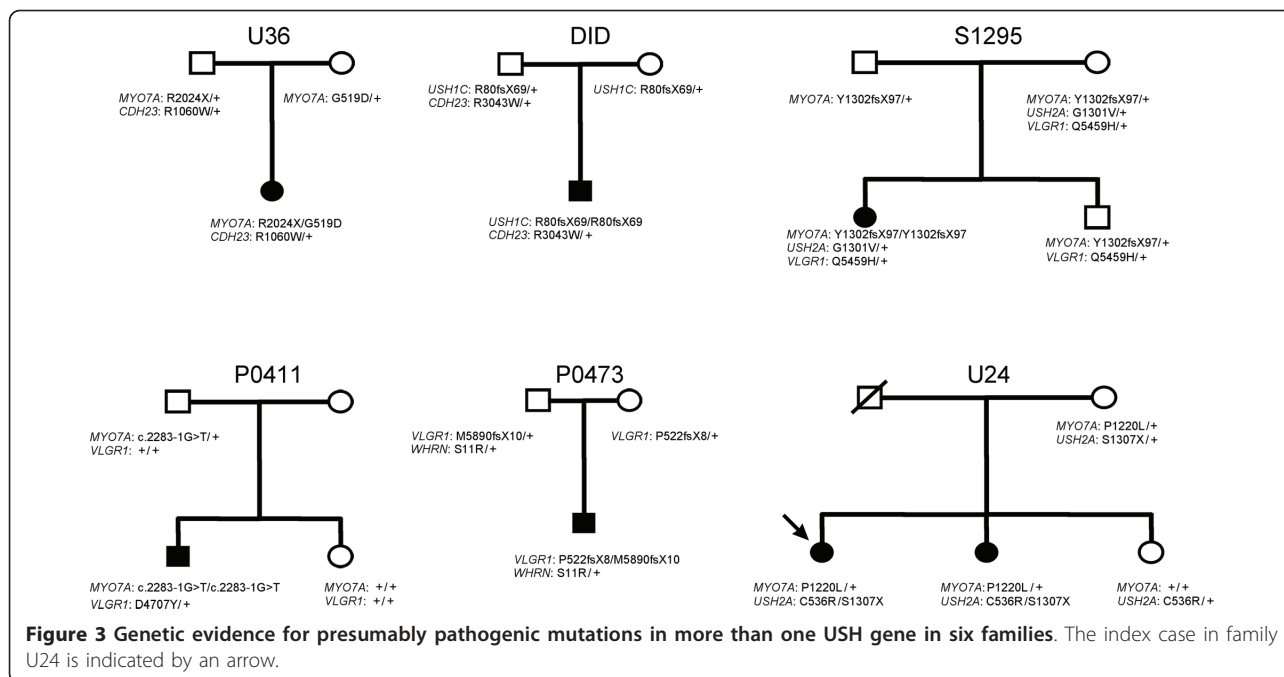 U36
MYO7A: R2024X/+
CDH23: R1060W/+
MYO7A: G519D/+
MYO7A: R2024X/G519D
CDH23: R1060W/+
DID
USH1C: R80fsX69/+
CDH23: R3043W/+
USH1C: R80fsX69/+
USH1C: R80fsX69/R80fsX69
CDH23: R3043W/+
S1295
MYO7A: Y1302fsX97/+
MYO7A: Y1302fsX97/+
USH2A: G1301V/+
VLGR1: Q5459H/+
MYO7A: Y1302fsX97/Y1302fsX97
USH2A: G1301V/+
VLGR1: Q5459H/+
MYO7A: Y1302fsX97/+
VLGR1: Q5459H/+
P0411
MYO7A: c.2283-1G>T/+
VLGR1: +/+
MYO7A: c.2283-1G>T/c.2283-1G>T
VLGR1: D4707Y/+
MYO7A: +/+
VLGR1: +/+
P0473
VLGR1: M5890fsX10/+
WHRN: S11R/+
VLGR1: P522fsX8/+
VLGR1: P522fsX8/M5890fsX10
WHRN: S11R/+
U24
MYO7A: P1220L/+
USH2A: S1307X/+
MYO7A: P1220L/+
USH2A: C536R/S1307X
MYO7A: P1220L/+
USH2A: C536R/S1307X
MYO7A: +/+
USH2A: C536R/+
Figure 3 Genetic evidence for presumably pathogenic mutations in more than one USH gene in six families. The index case in family
U24 is indicated by an arrow.